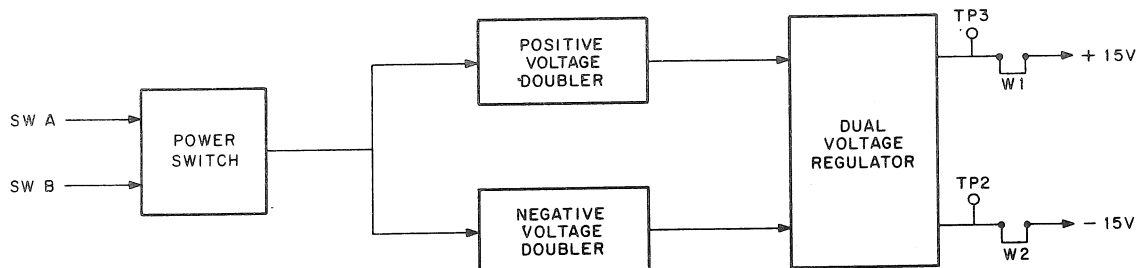 SW A
SW B
POWER
SWITCH
POSITIVE
VOLTAGE
DOUBLER
NEGATIVE
VOLTAGE
DOUBLER
DUAL
VOLTAGE
REGULATOR
TP3
W1
+ 15V
TP2
W2
- 15V